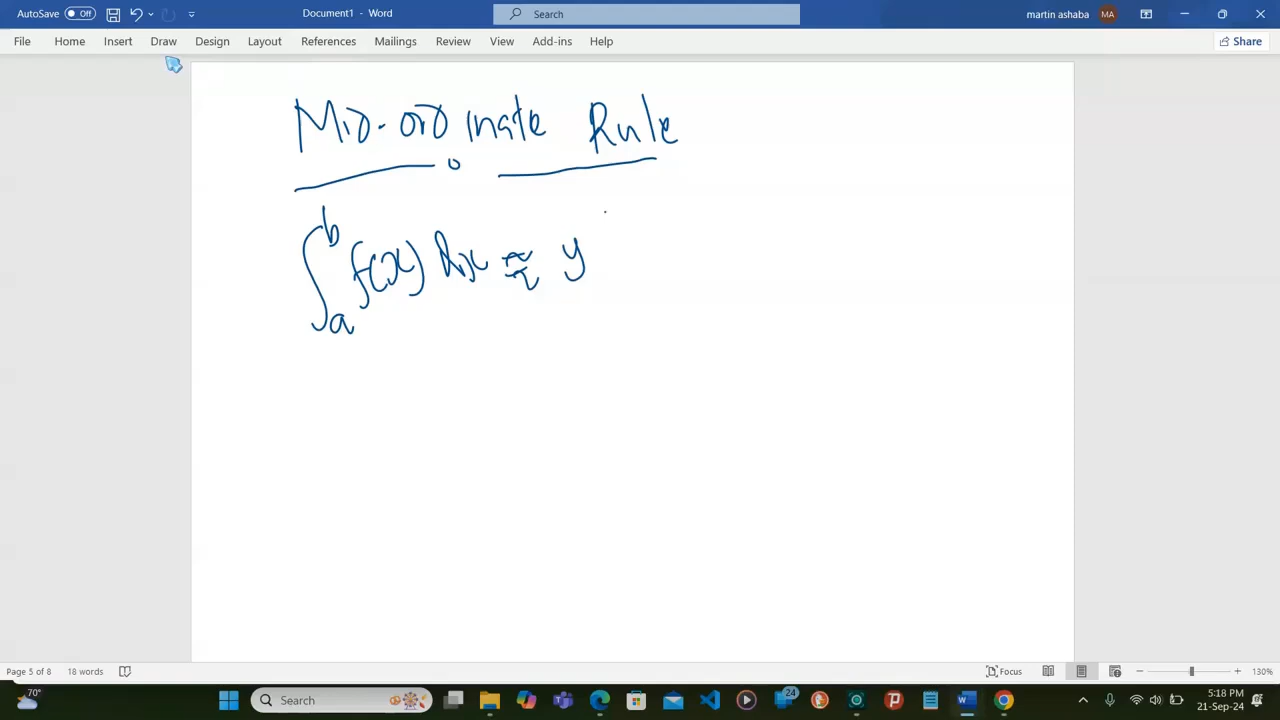 AutoSave Off Document1 - Word Search martin ashaba MA
File Home Insert Draw Design Layout References Mailings Review View Add-ins Help Share
Mid-ordinate Rule
∫_a^b f(x) dx ≈ y
Page 5 of 8 18 words Focus 130%
70° Search 24 5:18 PM
21-Sep-24